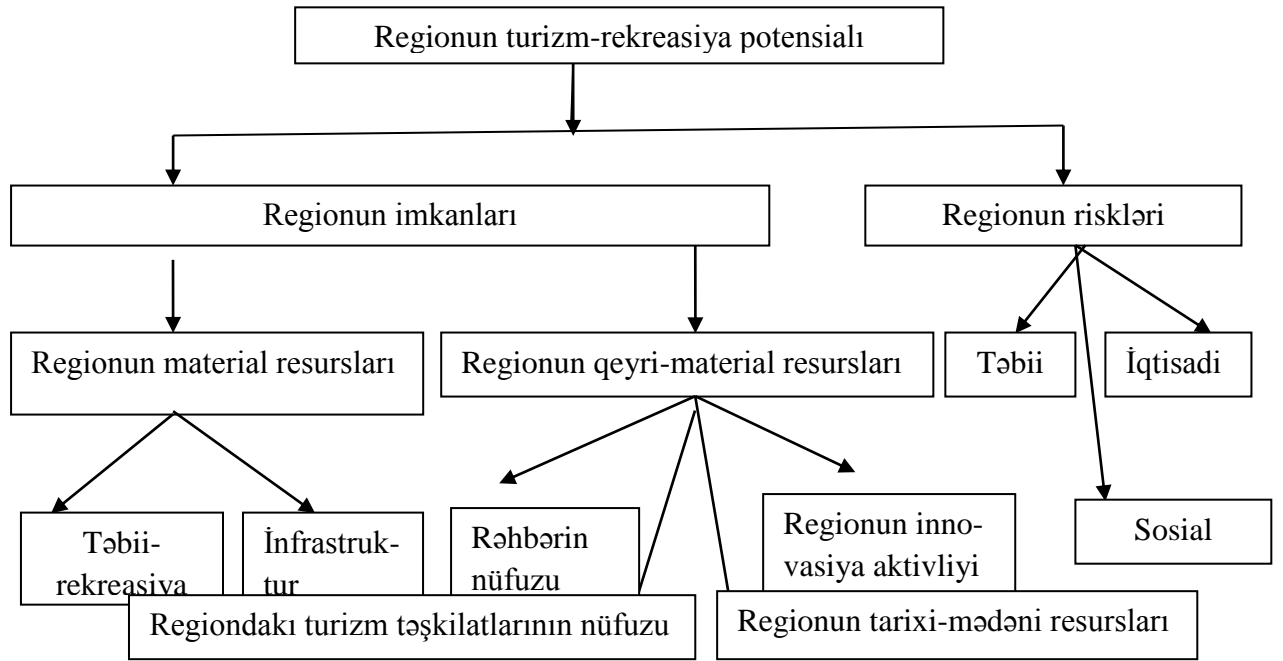 Regionun turizm-rekreasiya potensialı
Regionun imkanları
Regionun riskləri
Regionun material resursları
Regionun qeyri-material resursları
Təbii
İqtisadi
Təbii-
rekreasiya
İnfrastruk-
tur
Rəhbərin
nüfuzu
Regionun inno-
vasiya aktivliyi
Sosial
Regiondakı turizm təşkilatlarının nüfuzu
Regionun tarixi-mədəni resursları